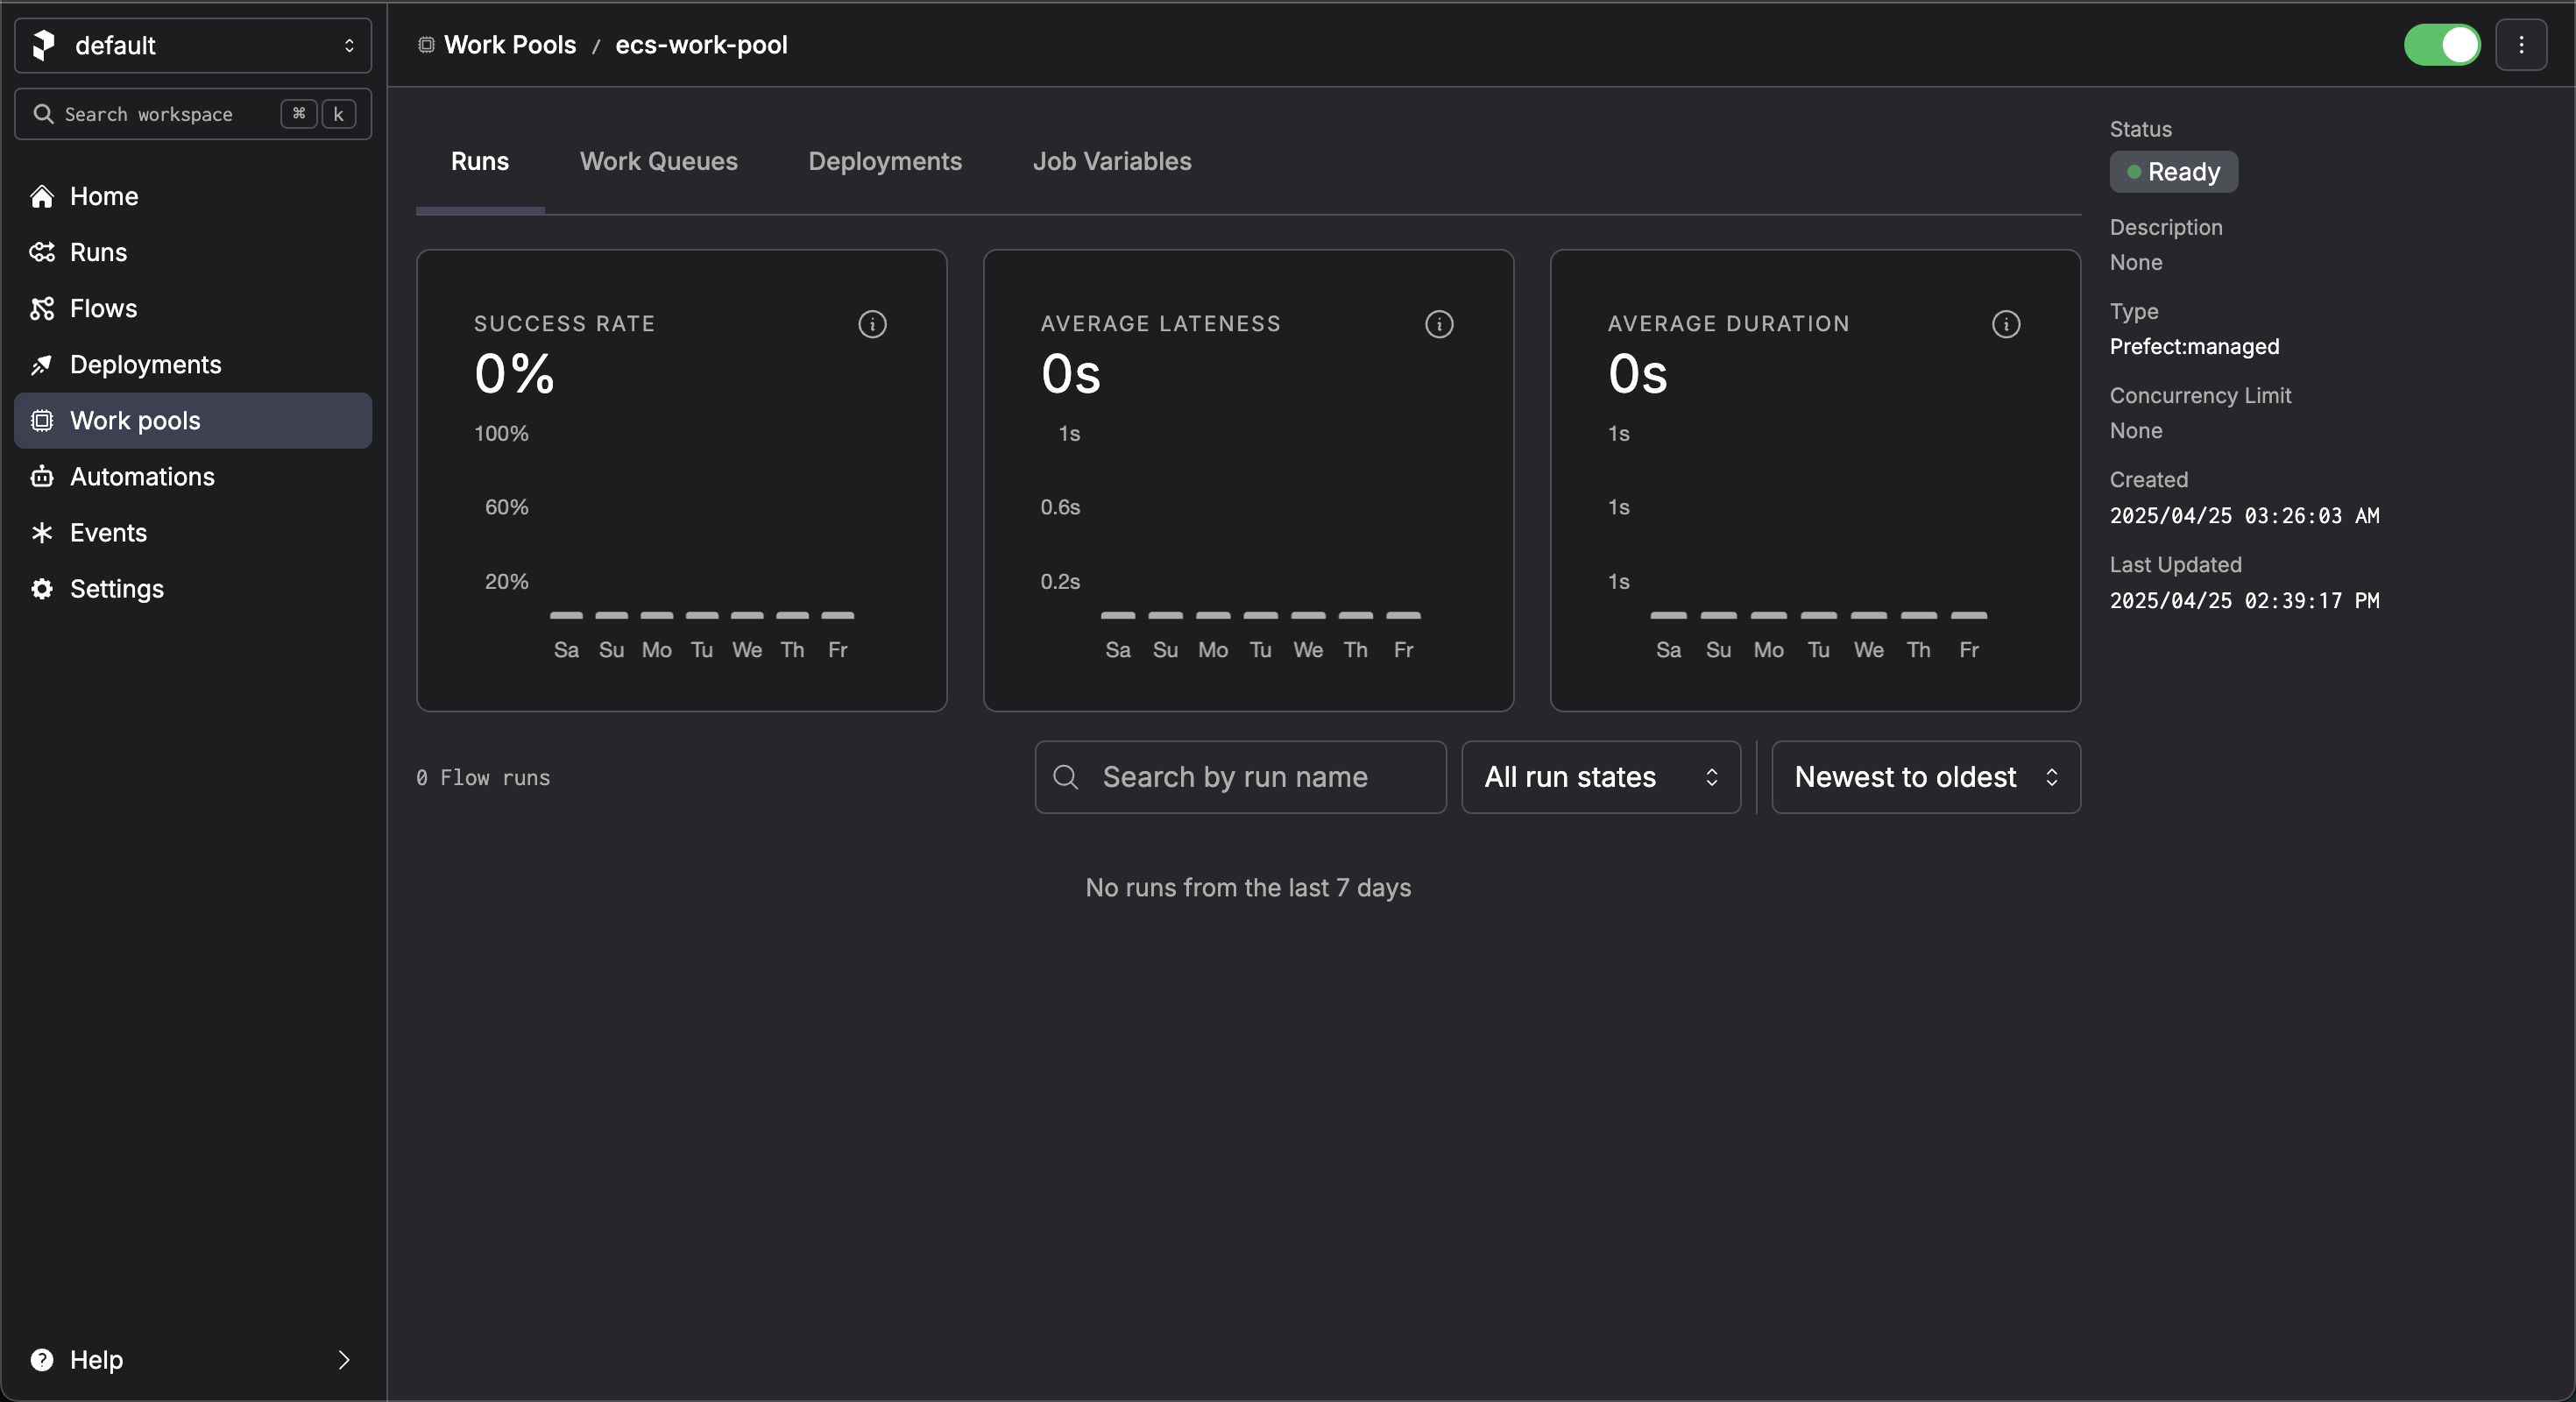 default
Search workspace ⌘ k
Home
Runs
Flows
Deployments
Work pools
Automations
Events
Settings
Help
Work Pools / ecs-work-pool
Runs Work Queues Deployments Job Variables
SUCCESS RATE
0%
100%
60%
20%
Sa Su Mo Tu We Th Fr
AVERAGE LATENESS
0s
1s
0.6s
0.2s
Sa Su Mo Tu We Th Fr
AVERAGE DURATION
0s
1s
1s
1s
Sa Su Mo Tu We Th Fr
0 Flow runs
Search by run name
All run states
Newest to oldest
No runs from the last 7 days
Status
Ready
Description
None
Type
Prefect:managed
Concurrency Limit
None
Created
2025/04/25 03:26:03 AM
Last Updated
2025/04/25 02:39:17 PM